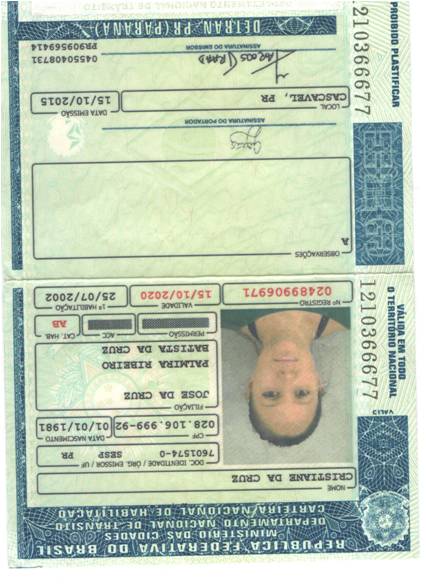 REPÚBLICA FEDERATIVA DO BRASIL
MINISTÉRIO DAS CIDADES
DEPARTAMENTO NACIONAL DE TRÂNSITO
CARTEIRA NACIONAL DE HABILITAÇÃO
NOME
CRISTIANE DA CRUZ
DOC. IDENTIDADE / ÓRG. EMISSOR / UF
7601574-0 SESP PR
CPF
028.106.999-92
DATA NASCIMENTO
01/01/1981
FILIAÇÃO
JOSE DA CRUZ
PALMIRA RIBEIRO
BATISTA DA CRUZ
PERMISSÃO
ACC
CAT. HAB.
AB
Nº REGISTRO
02489906971
VALIDADE
15/10/2020
1ª HABILITAÇÃO
25/07/2002
VÁLIDA EM TODO
O TERRITÓRIO NACIONAL
1210366677
OBSERVAÇÕES
A
ASSINATURA DO PORTADOR
LOCAL
CASCAVEL, PR
DATA EMISSÃO
15/10/2015
ASSINATURA DO EMISSOR
04550408731
PR909569414
DETRAN, PR (PARANA)
PROIBIDO PLASTIFICAR
1210366677